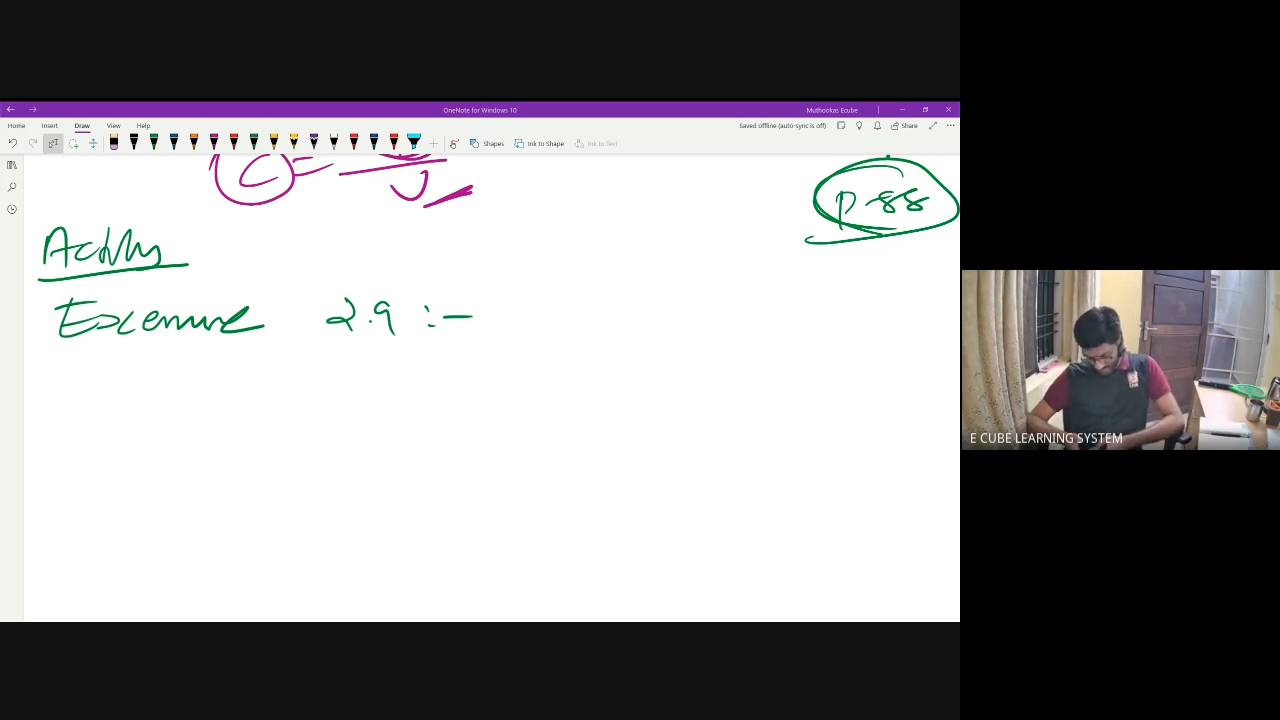 OneNote for Windows 10
Muthookas Ecube
Home Insert Draw View Help
Saved offline (auto-sync is off) Share
Shapes Ink to Shape Ink to Text
C =
V
P-88
Activity
Excersise 2.9 :-
E CUBE LEARNING SYSTEM